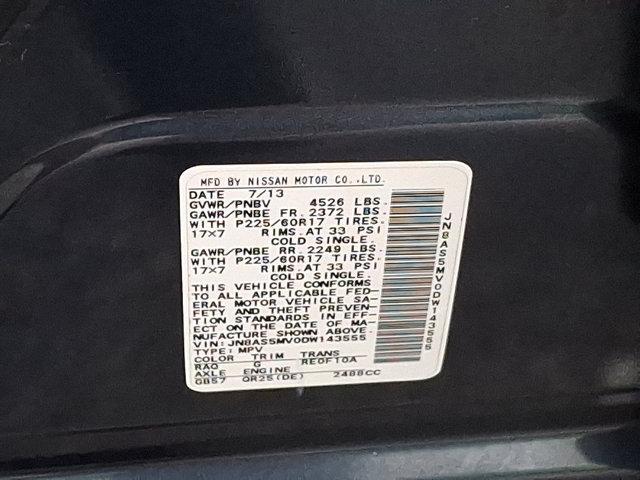 MFD BY NISSAN MOTOR CO.,LTD.
DATE 7/13
GVWR/PNBV 4526 LBS.
GAWR/PNBE FR. 2372 LBS.
WITH P225/60R17 TIRES.
17×7 RIMS.AT 33 PSI
COLD SINGLE.
GAWR/PNBE RR. 2249 LBS.
WITH P225/60R17 TIRES,
17×7 RIMS.AT 33 PSI
COLD SINGLE.
THIS VEHICLE CONFORMS
TO ALL APPLICABLE FED-
ERAL MOTOR VEHICLE SA-
FETY AND THEFT PREVEN-
TION STANDARDS IN EFF-
ECT ON THE DATE OF MA-
NUFACTURE SHOWN ABOVE.
VIN: JN8AS5MV0DW143555
TYPE: MPV
COLOR TRIM TRANS
RAQ G RE0F10A
AXLE ENGINE
GB57 QR25(DE) 2488CC
JN8AS5MV0DW143555